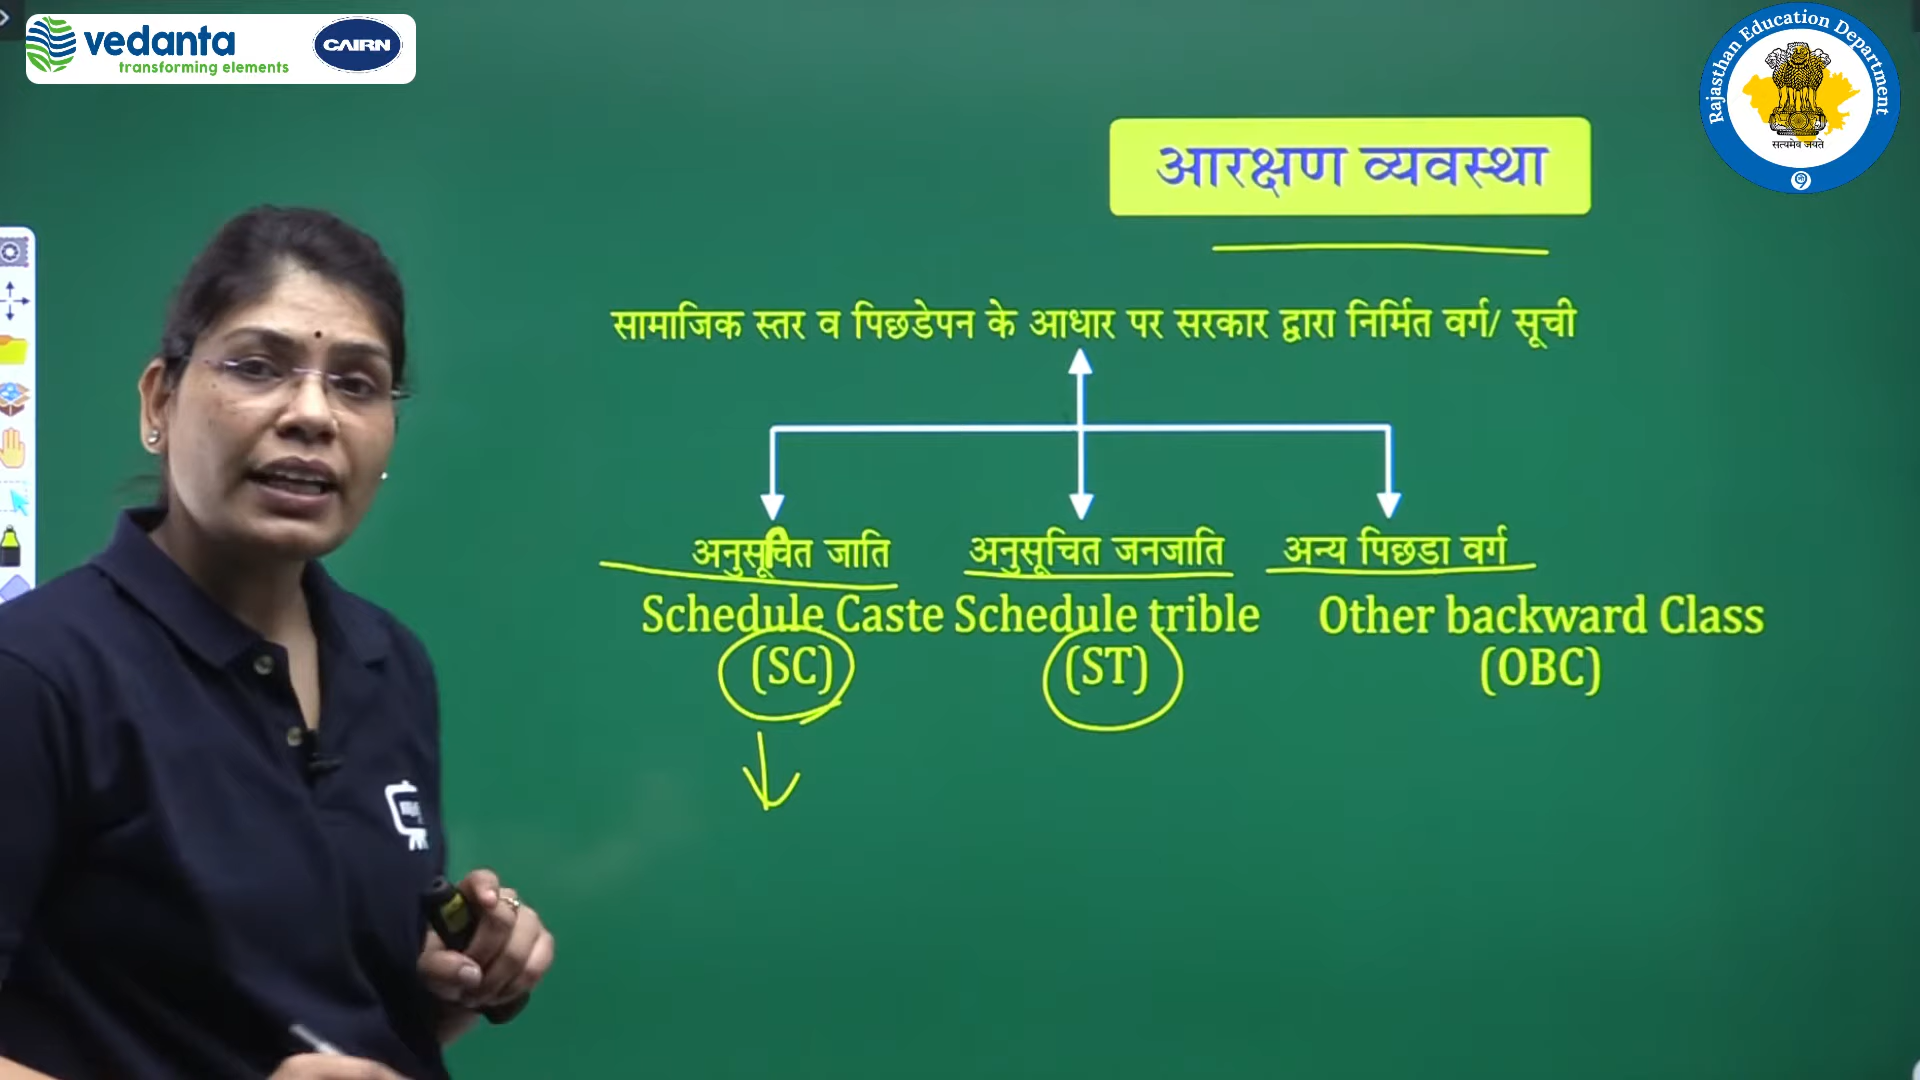 vedanta
transforming elements
CAIRN
Rajasthan Education Department
सत्यमेव जयते
आरक्षण व्यवस्था
सामाजिक स्तर व पिछडेपन के आधार पर सरकार द्वारा निर्मित वर्ग/ सूची
अनुसूचित जाति अनुसूचित जनजाति अन्य पिछडा वर्ग
Schedule Caste Schedule trible Other backward Class
(SC) (ST) (OBC)